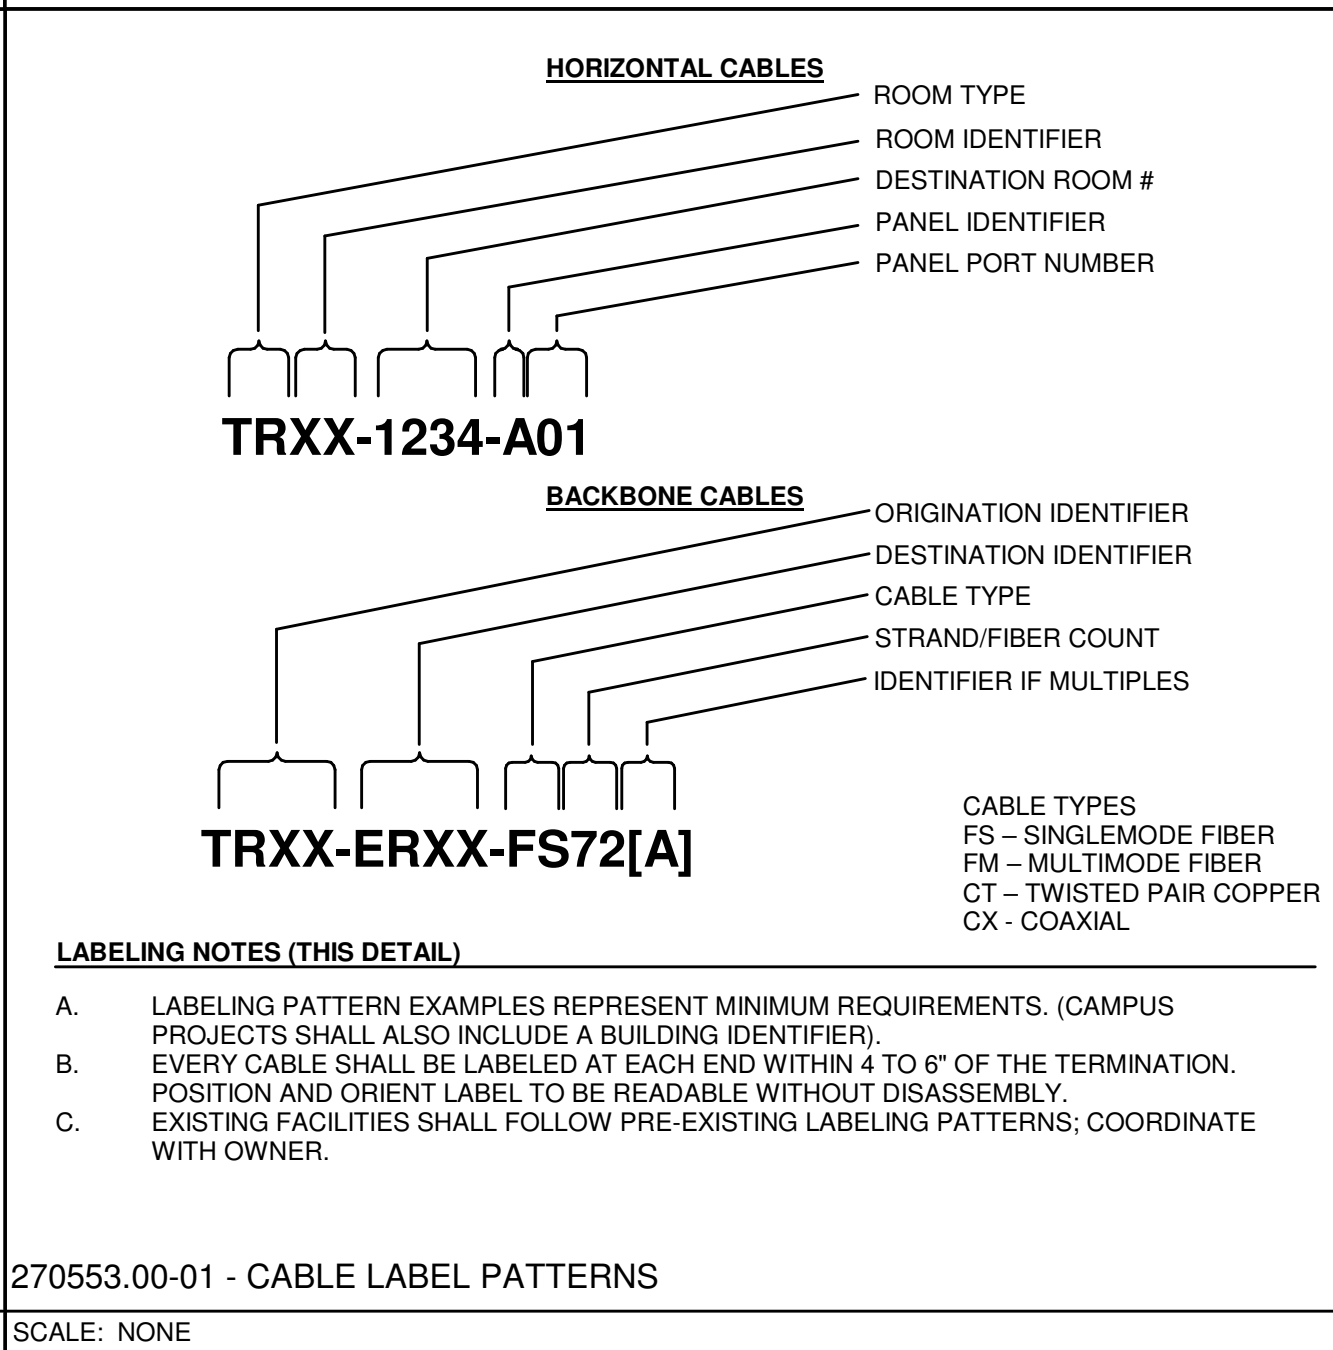 HORIZONTAL CABLES
ROOM TYPE
ROOM IDENTIFIER
DESTINATION ROOM #
PANEL IDENTIFIER
PANEL PORT NUMBER
TRXX-1234-A01
BACKBONE CABLES
ORIGINATION IDENTIFIER
DESTINATION IDENTIFIER
CABLE TYPE
STRAND/FIBER COUNT
IDENTIFIER IF MULTIPLES
TRXX-ERXX-FS72[A]
CABLE TYPES
FS – SINGLEMODE FIBER
FM – MULTIMODE FIBER
CT – TWISTED PAIR COPPER
CX - COAXIAL
LABELING NOTES (THIS DETAIL)
A. LABELING PATTERN EXAMPLES REPRESENT MINIMUM REQUIREMENTS. (CAMPUS
PROJECTS SHALL ALSO INCLUDE A BUILDING IDENTIFIER).
B. EVERY CABLE SHALL BE LABELED AT EACH END WITHIN 4 TO 6" OF THE TERMINATION.
POSITION AND ORIENT LABEL TO BE READABLE WITHOUT DISASSEMBLY.
C. EXISTING FACILITIES SHALL FOLLOW PRE-EXISTING LABELING PATTERNS; COORDINATE
WITH OWNER.
270553.00-01 - CABLE LABEL PATTERNS
SCALE: NONE